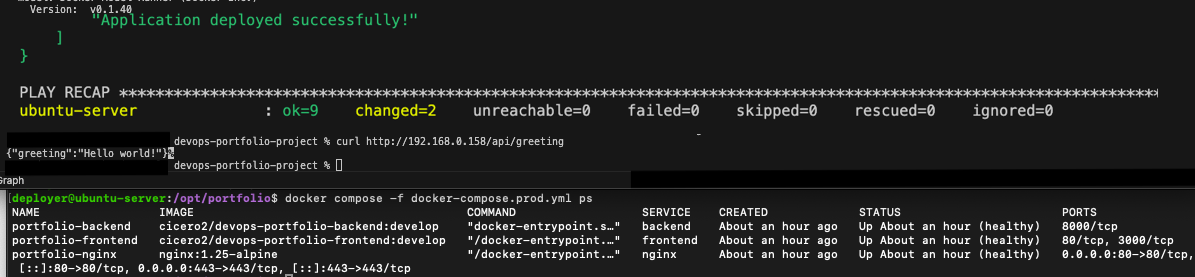 Version: v0.1.40
"Application deployed successfully!"
]
}
PLAY RECAP ********************************************************************************************************************
ubuntu-server : ok=9 changed=2 unreachable=0 failed=0 skipped=0 rescued=0 ignored=0
devops-portfolio-project % curl http://192.168.0.158/api/greeting
{"greeting":"Hello world!"}%
devops-portfolio-project %
Graph
[deployer@ubuntu-server:/opt/portfolio$ docker compose -f docker-compose.prod.yml ps
NAME IMAGE COMMAND SERVICE CREATED STATUS PORTS
portfolio-backend cicero2/devops-portfolio-backend:develop "docker-entrypoint.s…" backend About an hour ago Up About an hour (healthy) 8000/tcp
portfolio-frontend cicero2/devops-portfolio-frontend:develop "/docker-entrypoint.…" frontend About an hour ago Up About an hour (healthy) 80/tcp, 3000/tcp
portfolio-nginx nginx:1.25-alpine "/docker-entrypoint.…" nginx About an hour ago Up About an hour (healthy) 0.0.0.0:80->80/tcp,
[::]:80->80/tcp, 0.0.0.0:443->443/tcp, [::]:443->443/tcp